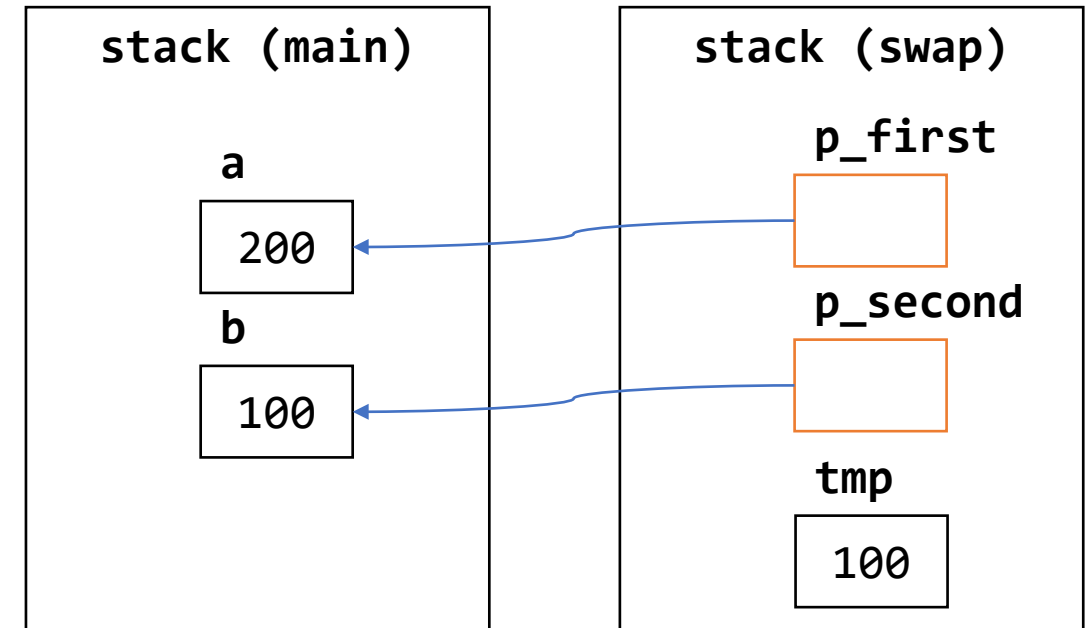 stack (main)
a
200
b
100
stack (swap)
p_first
p_second
tmp
100